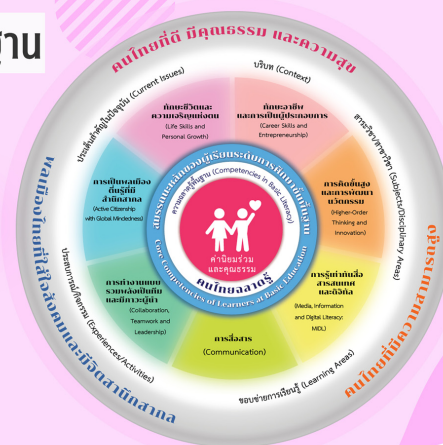 ฐาน
คนไทยที่ดี มีคุณธรรม และความสุข
ประเด็นสำคัญในปัจจุบัน (Current Issues)
บริบท (Context)
สาระวิชา/สาขาวิชา (Subjects/Disciplinary Areas)
ทักษะชีวิตและ
ความเจริญแห่งตน
(Life Skills and
Personal Growth)
ทักษะอาชีพ
และการเป็นผู้ประกอบการ
(Career Skills and
Entrepreneurship)
การเป็นพลเมือง
ตื่นรู้ที่มี
สำนึกสากล
(Active Citizenship
with Global Mindedness)
การคิดขั้นสูง
และการพัฒนา
นวัตกรรม
(Higher-Order
Thinking and
Innovation)
สมรรถนะหลักของผู้เรียนระดับการศึกษาขั้นพื้นฐาน
ความฉลาดรู้พื้นฐาน (Competencies in Basic Literacy)
ค่านิยมร่วม
และคุณธรรม
คนไทยฉลาดรู้
Core Competencies of Learners at Basic Education
การทำงานแบบ
รวมพลังเป็นทีม
และมีภาวะผู้นำ
(Collaboration,
Teamwork and
Leadership)
การรู้เท่าทันสื่อ
สารสนเทศ
และดิจิทัล
(Media, Information
and Digital Literacy:
MIDL)
การสื่อสาร
(Communication)
ประสบการณ์/กิจกรรม (Experiences/Activities)
ขอบข่ายการเรียนรู้ (Learning Areas)
พลเมืองไทยที่ใส่ใจสังคมและมีจิตสำนึกสากล
คนไทยที่มีความสามารถสูง